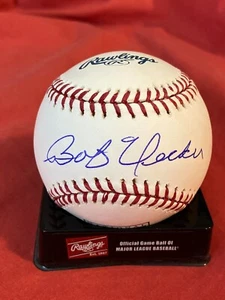 Rawlings
Bob Uecker
Rawlings
Official Game Ball Of
MAJOR LEAGUE BASEBALL